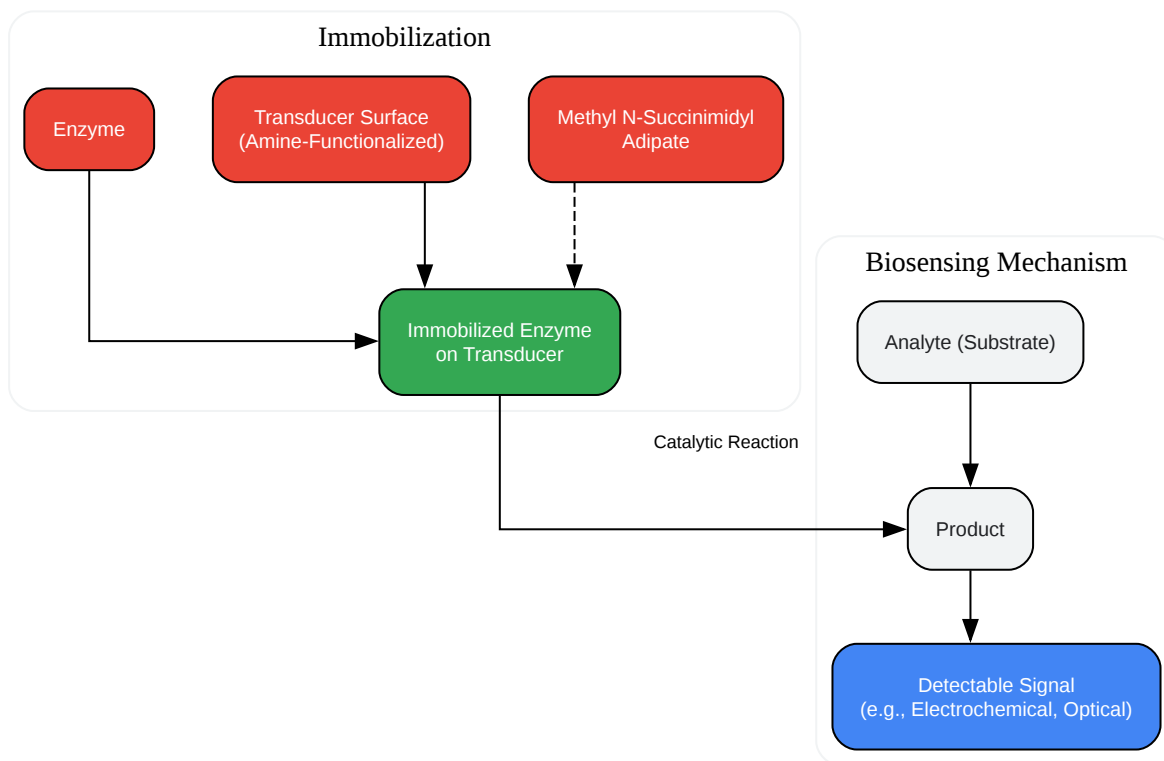 Immobilization
Enzyme
Transducer Surface
(Amine-Functionalized)
Methyl N-Succinimidyl
Adipate
Immobilized Enzyme
on Transducer
Catalytic Reaction
Biosensing Mechanism
Analyte (Substrate)
Product
Detectable Signal
(e.g., Electrochemical, Optical)